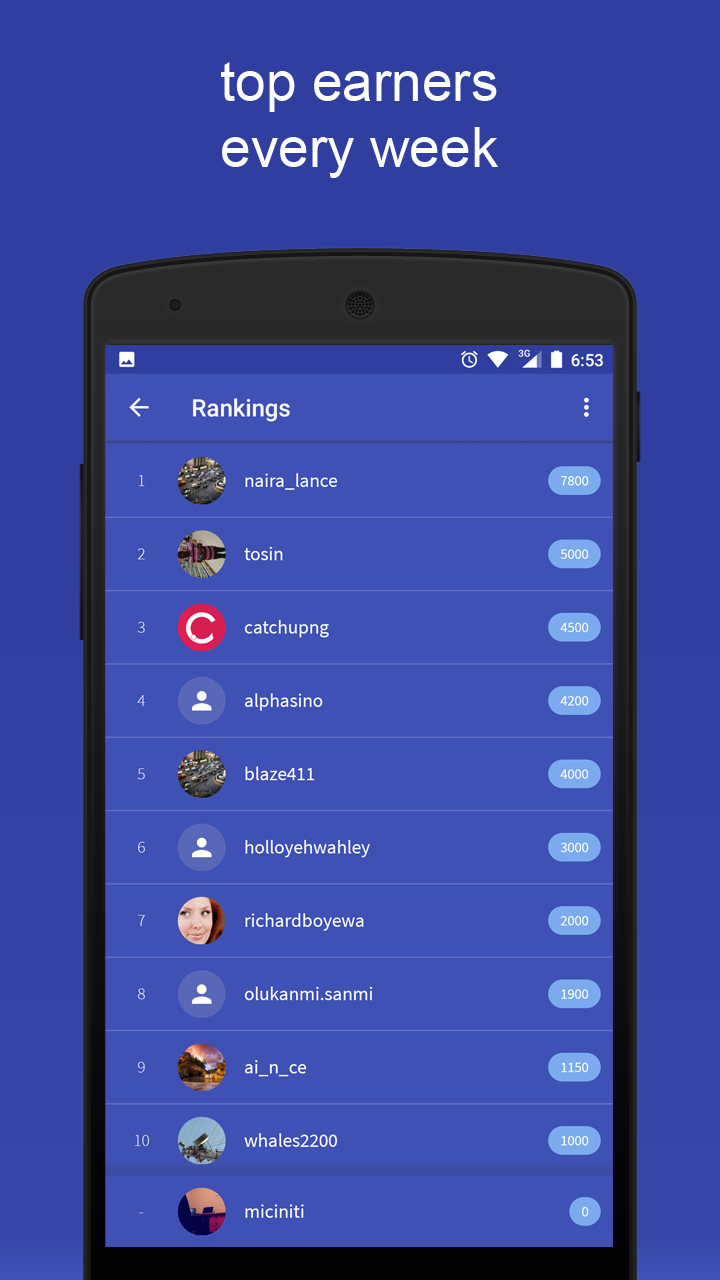 top earners
every week
3G 6:53
Rankings
1 naira_lance 7800
2 tosin 5000
3 catchupng 4500
4 alphasino 4200
5 blaze411 4000
6 holloyehwahley 3000
7 richardboyewa 2000
8 olukanmi.sanmi 1900
9 ai_n_ce 1150
10 whales2200 1000
- miciniti 0